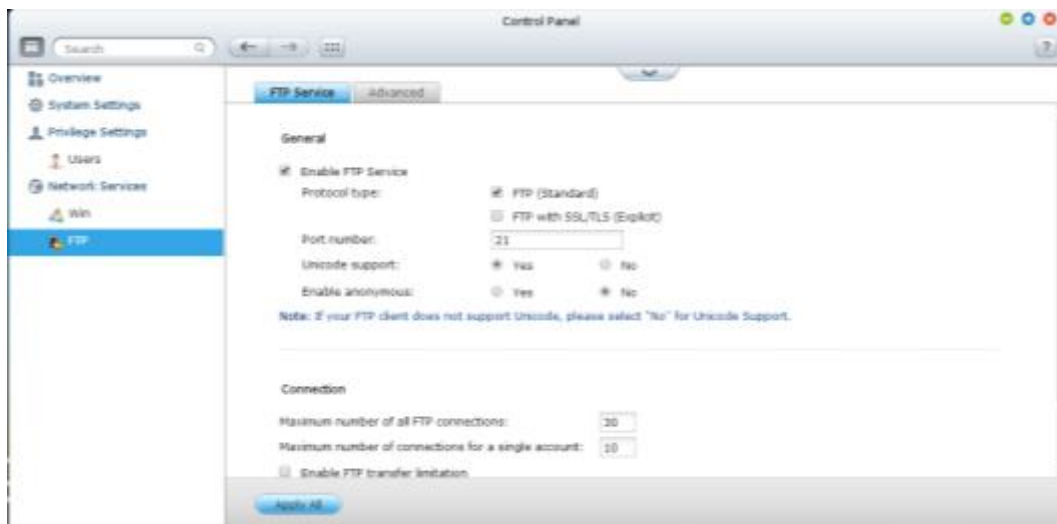 Control Panel
Search
?
Overview
System Settings
Privilege Settings
Users
Network Services
Win
FTP
FTP Service
Advanced
General
Enable FTP Service
Protocol type:
FTP (Standard)
FTP with SSL/TLS (Explicit)
Port number:
21
Unicode support:
Yes
No
Enable anonymous:
Yes
No
Note: If your FTP client does not support Unicode, please select "No" for Unicode Support.
Connection
Maximum number of all FTP connections:
30
Maximum number of connections for a single account:
10
Enable FTP transfer limitation
Apply All